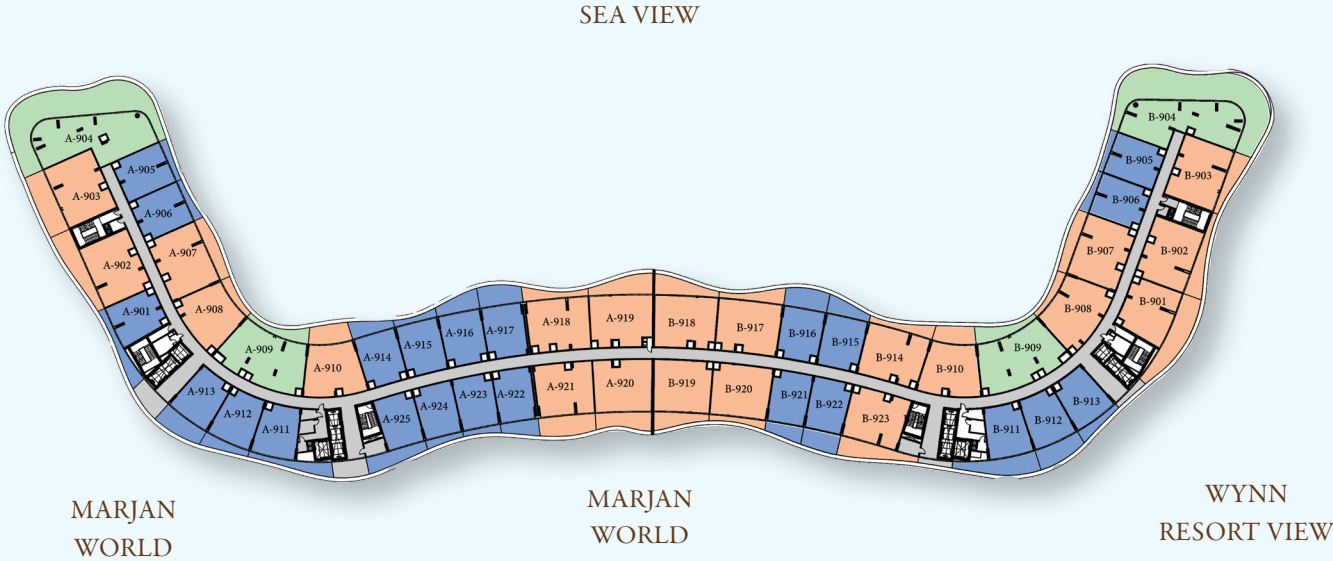 SEA VIEW
A-904
B-904
A-905
B-905
A-903
B-903
A-906
B-906
A-907
B-907
A-902
B-902
A-908
B-908
A-901
B-901
A-909
B-909
A-910
B-910
A-914
A-915
A-916
A-917
A-918
A-919
B-918
B-917
B-916
B-915
B-914
A-913
A-912
A-911
A-925
A-924
A-923
A-922
A-921
A-920
B-919
B-920
B-921
B-922
B-923
B-911
B-912
B-913
MARJAN
WORLD
MARJAN
WORLD
WYNN
RESORT VIEW